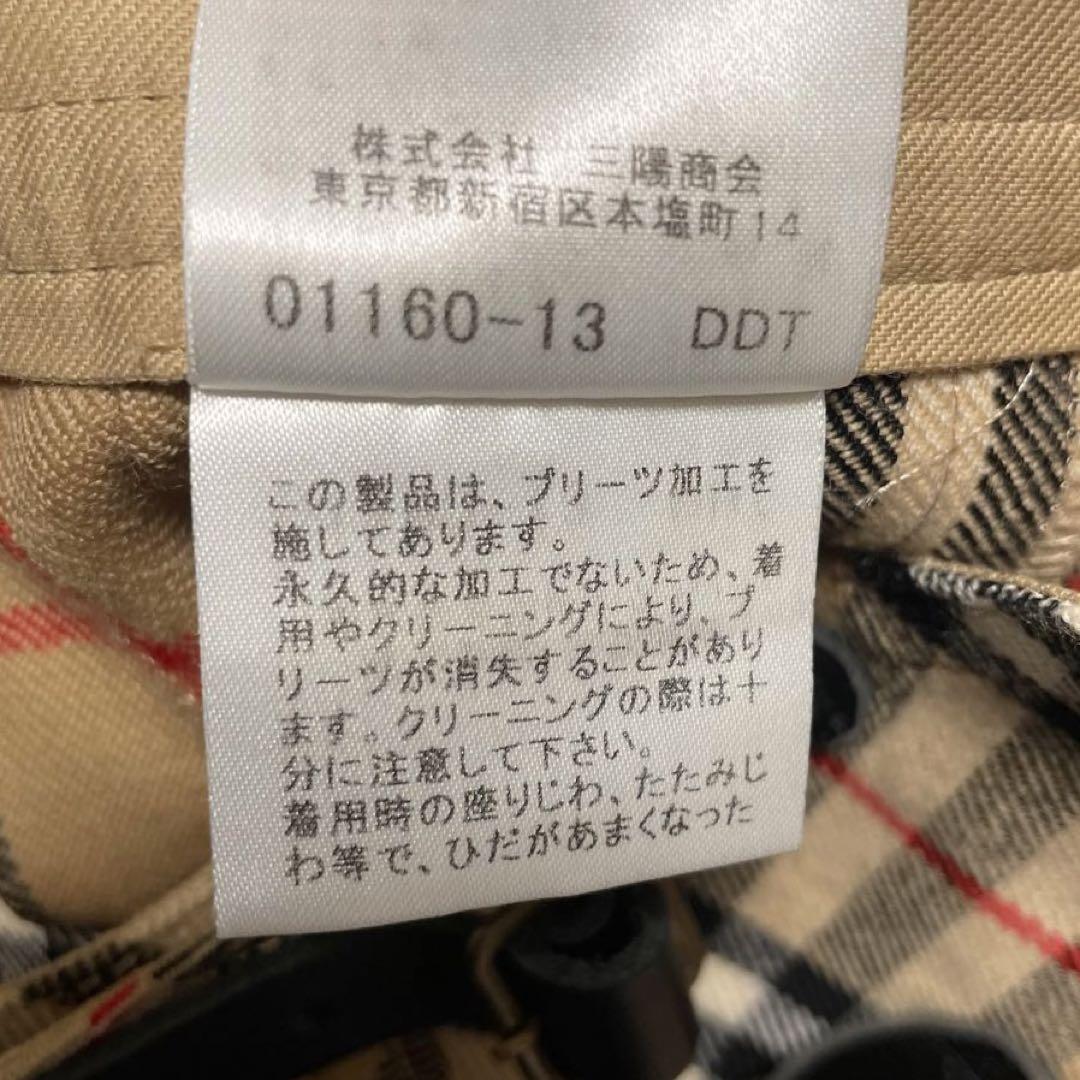 株式会社 三陽商会
東京都新宿区本塩町14
01160-13 DDT
この製品は、プリーツ加工を
施してあります。
永久的な加工でないため、着
用やクリーニングにより、プ
リーツが消失することがあり
ます。クリーニングの際は十
分に注意して下さい。
着用時の座りじわ、たたみじ
わ等で、ひだがあまくなった